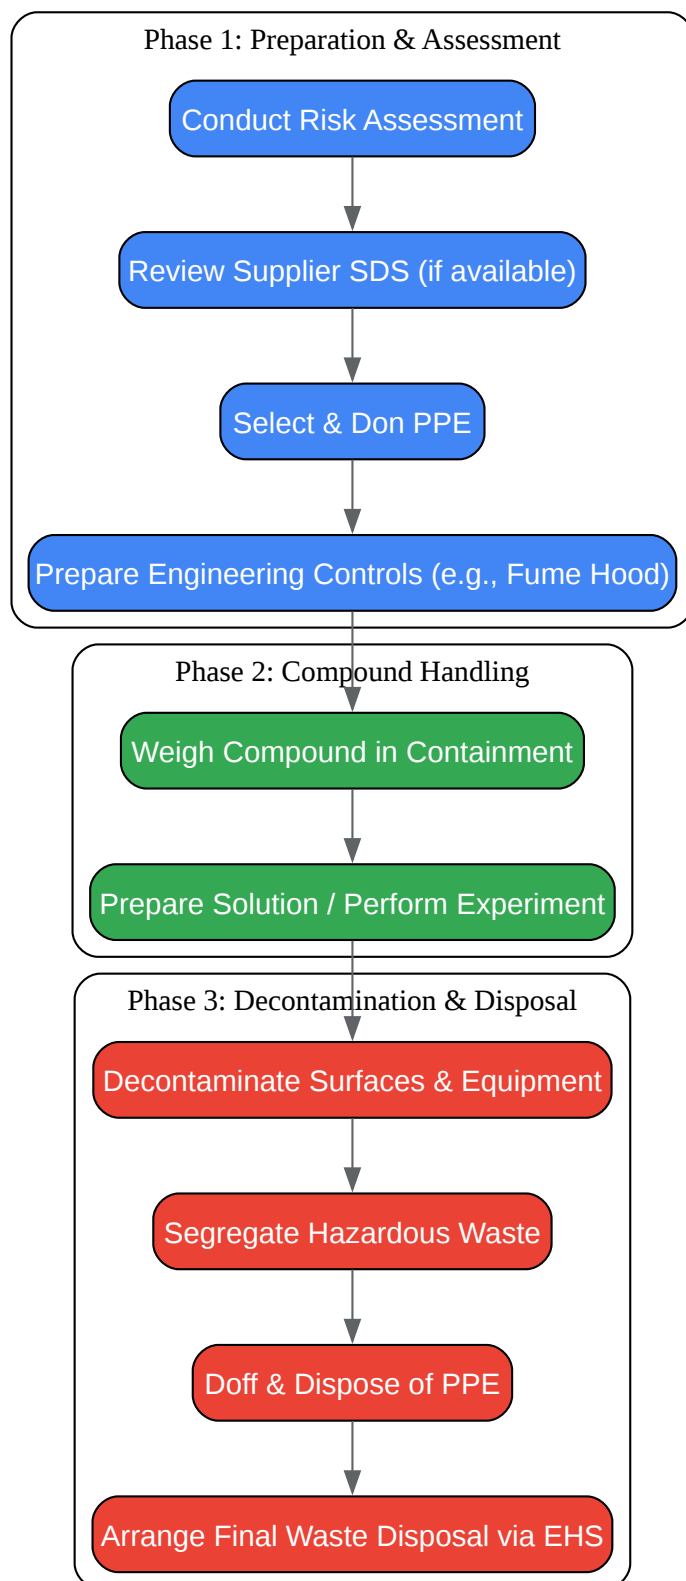 Phase 1: Preparation & Assessment
Conduct Risk Assessment
Review Supplier SDS (if available)
Select & Don PPE
Prepare Engineering Controls (e.g., Fume Hood)
Phase 2: Compound Handling
Weigh Compound in Containment
Prepare Solution / Perform Experiment
Phase 3: Decontamination & Disposal
Decontaminate Surfaces & Equipment
Segregate Hazardous Waste
Doff & Dispose of PPE
Arrange Final Waste Disposal via EHS